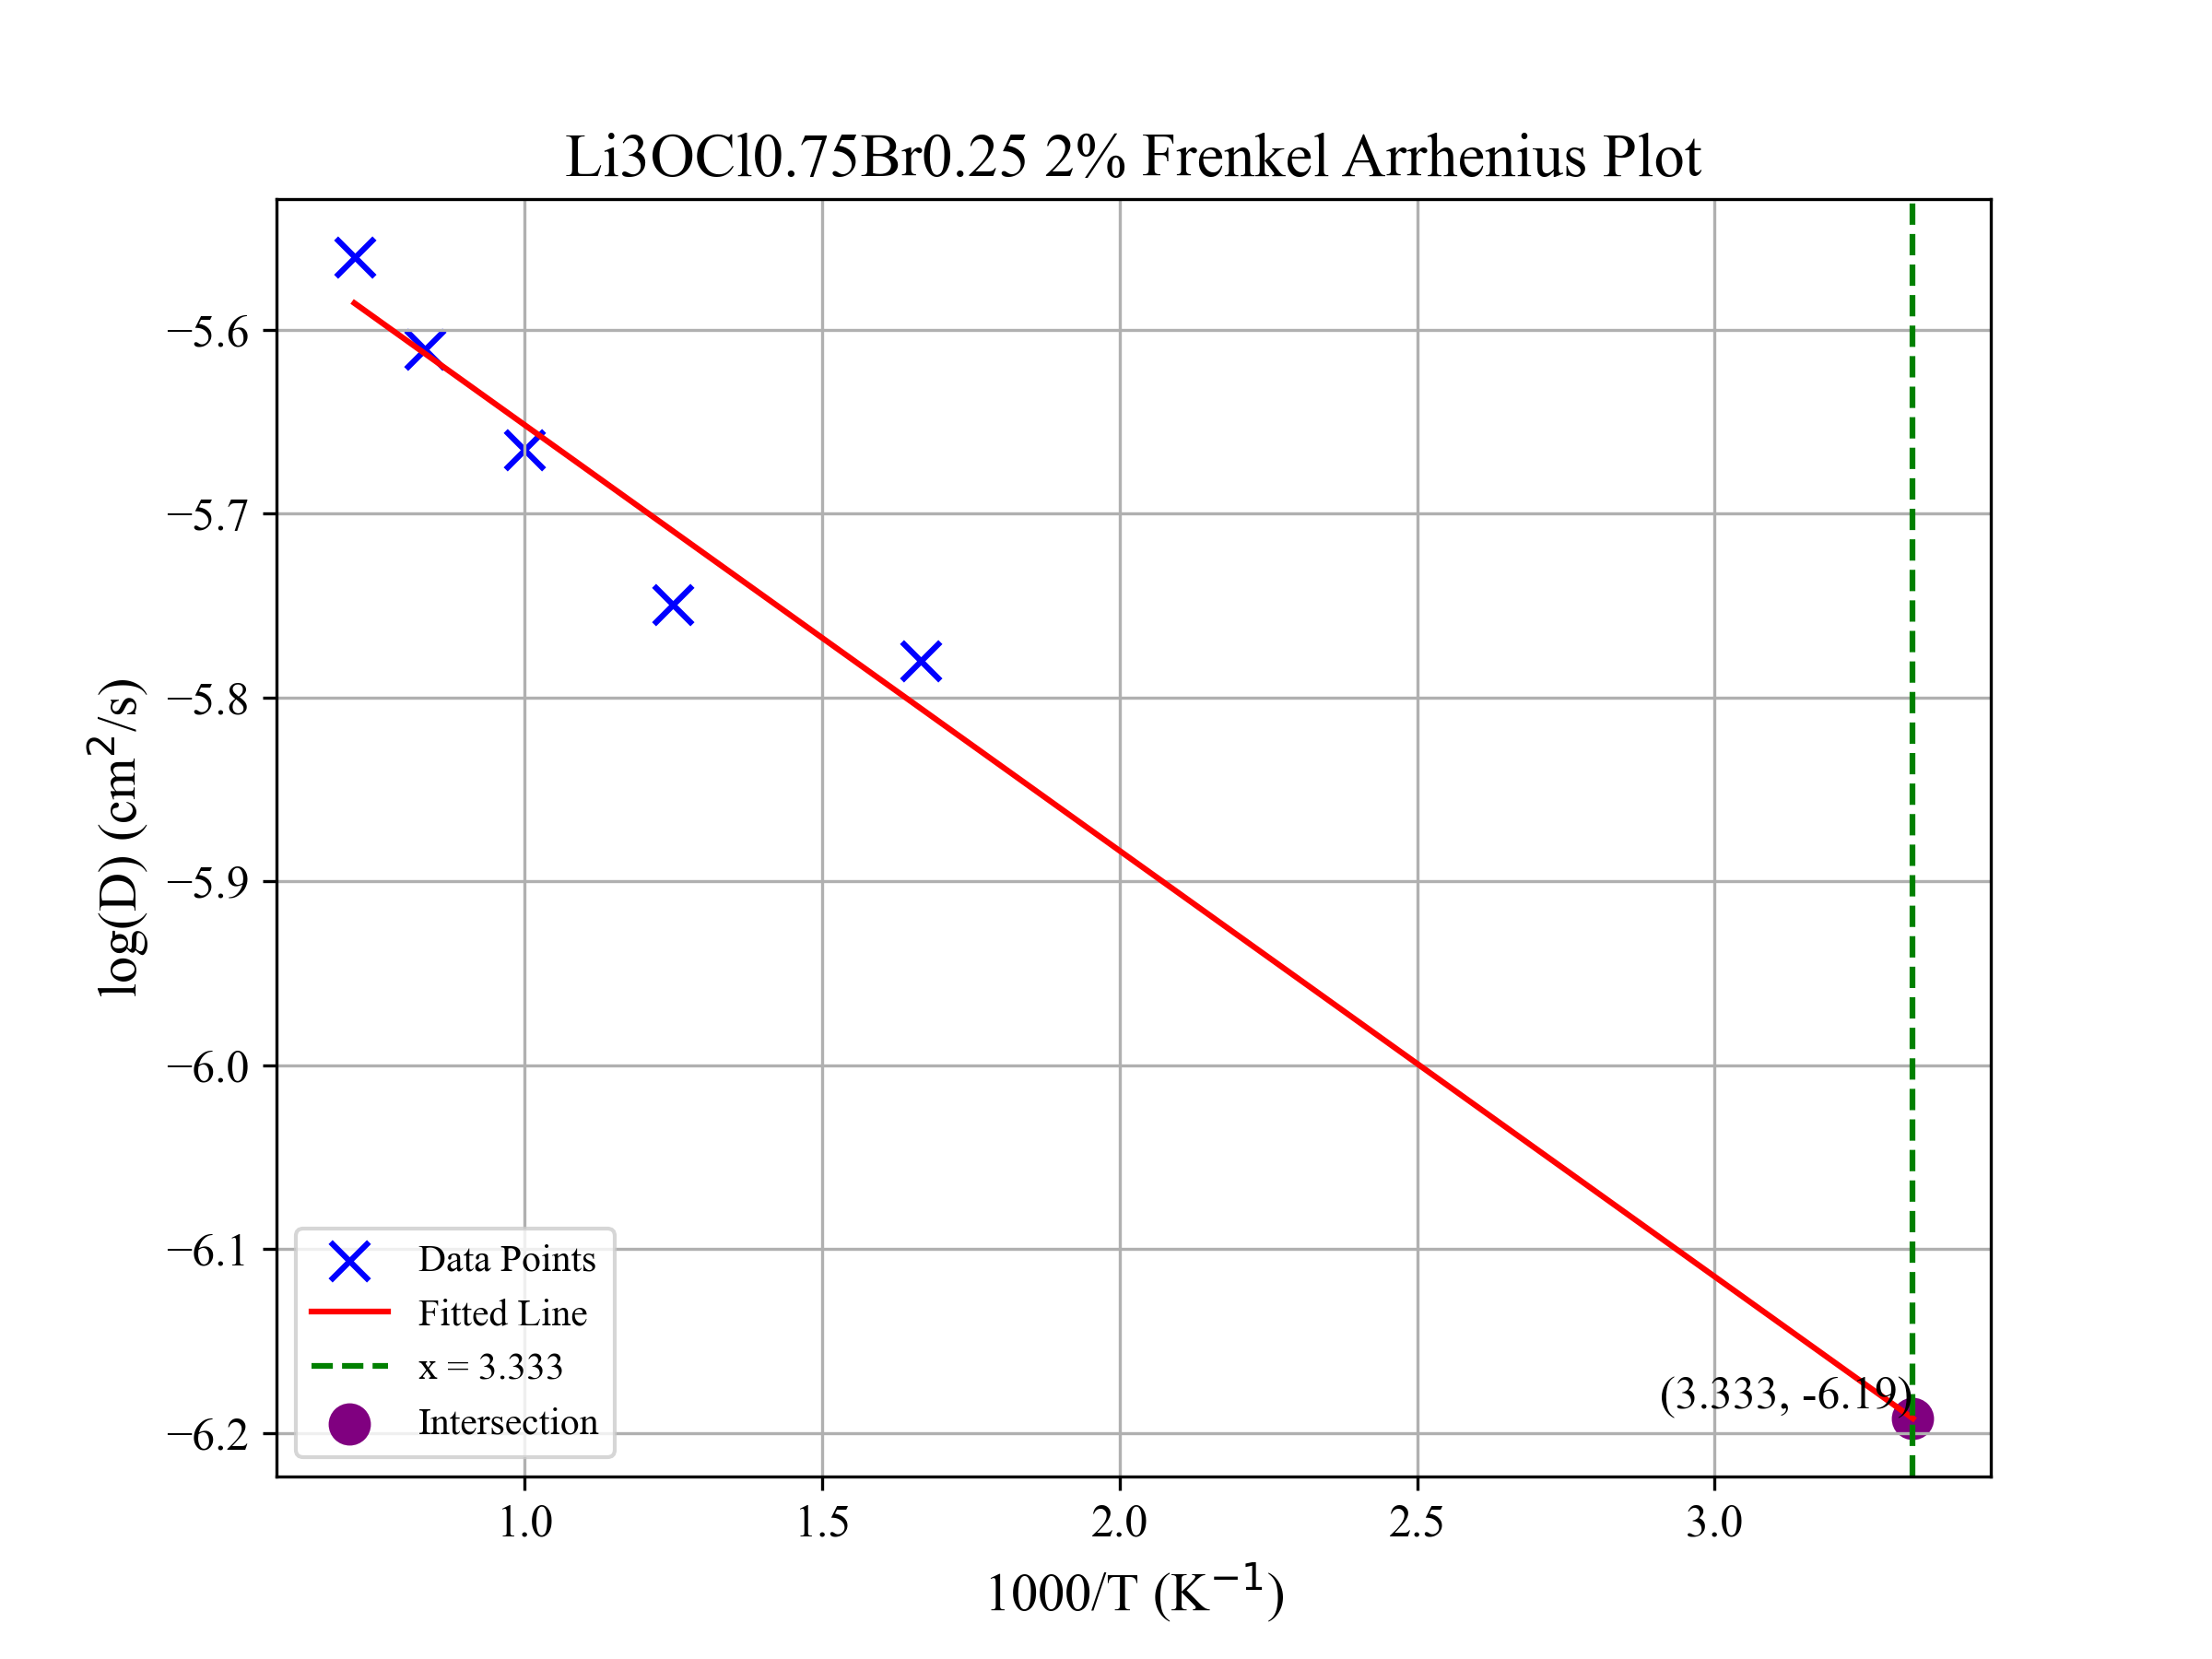 Li3OCl0.75Br0.25 2% Frenkel Arrhenius Plot
log(D) (cm²/s)
−5.6
−5.7
−5.8
−5.9
−6.0
−6.1
−6.2
Data Points
Fitted Line
x = 3.333
Intersection
(3.333, -6.19)
1.0 1.5 2.0 2.5 3.0
1000/T (K⁻¹)